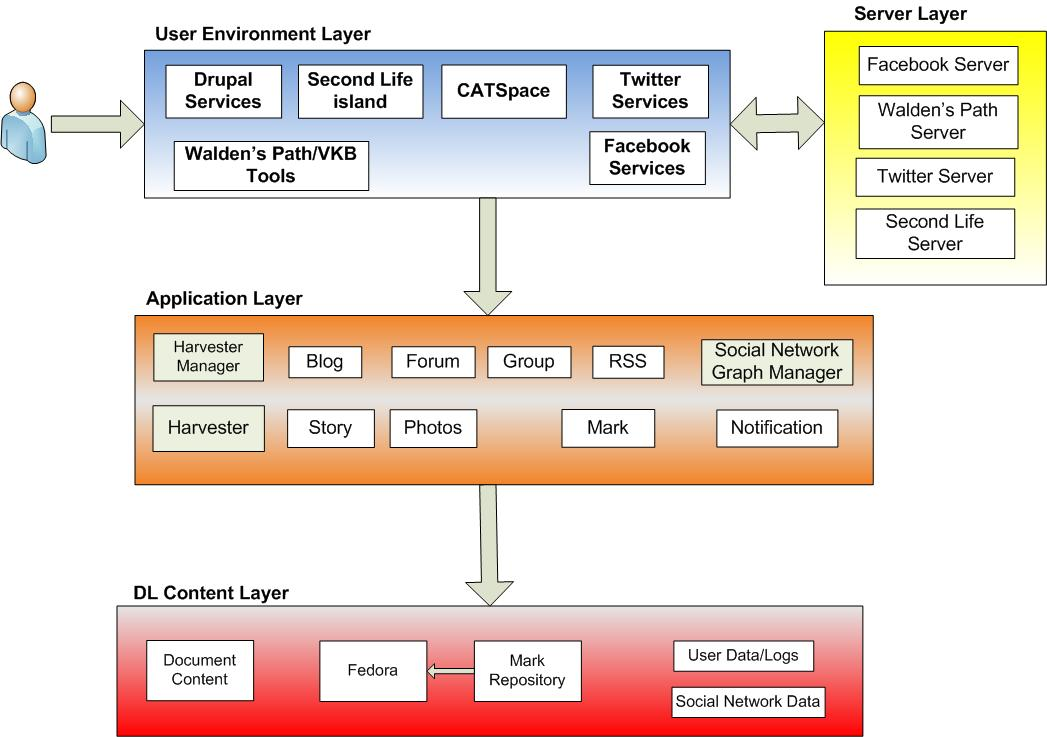 Server Layer
User Environment Layer
Facebook Server
Walden's Path
Server
Twitter Server
Second Life
Server
Drupal
Services
Second Life
island
CATSpace
Twitter
Services
Walden's Path/VKB
Tools
Facebook
Services
Application Layer
Harvester
Manager
Blog
Forum
Group
RSS
Social Network
Graph Manager
Harvester
Story
Photos
Mark
Notification
DL Content Layer
Document
Content
Fedora
Mark
Repository
User Data/Logs
Social Network Data